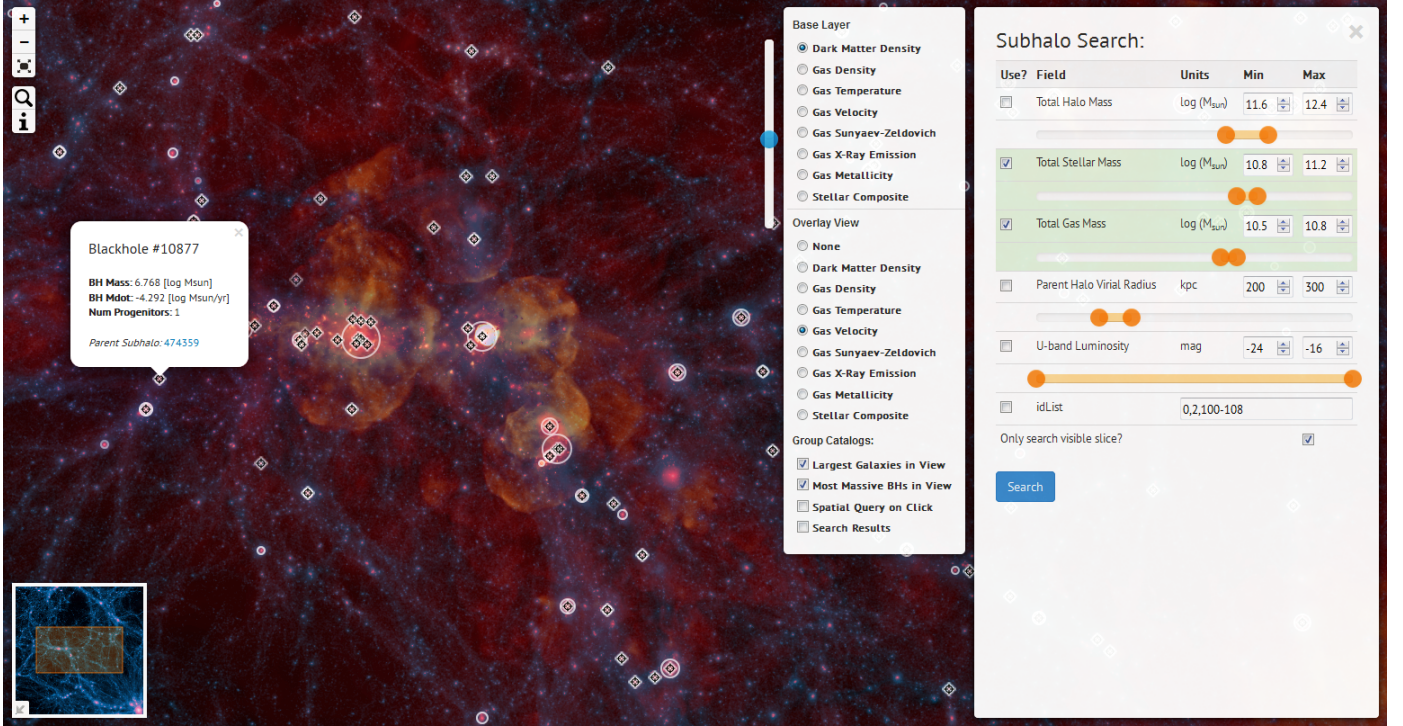 +
−
i
Blackhole #10877
×
BH Mass: 6.768 [log Msun]
BH Mdot: -4.292 [log Msun/yr]
Num Progenitors: 1
Parent Subhalo: 474359
Base Layer
Dark Matter Density
Gas Density
Gas Temperature
Gas Velocity
Gas Sunyaev-Zeldovich
Gas X-Ray Emission
Gas Metallicity
Stellar Composite
Overlay View
None
Dark Matter Density
Gas Density
Gas Temperature
Gas Velocity
Gas Sunyaev-Zeldovich
Gas X-Ray Emission
Gas Metallicity
Stellar Composite
Group Catalogs:
Largest Galaxies in View
Most Massive BHs in View
Spatial Query on Click
Search Results
Subhalo Search:
×
Use? Field Units Min Max
Total Halo Mass log (Msun) 11.6 12.4
Total Stellar Mass log (Msun) 10.8 11.2
Total Gas Mass log (Msun) 10.5 10.8
Parent Halo Virial Radius kpc 200 300
U-band Luminosity mag -24 -16
idList 0,2,100-108
Only search visible slice?
Search